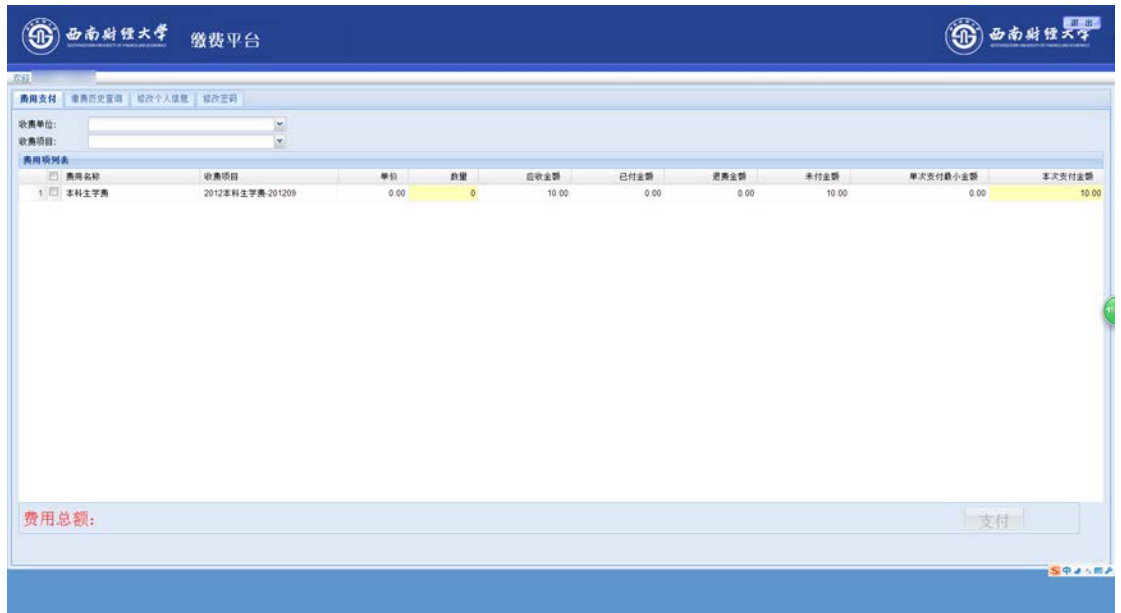 西南财经大学 缴费平台
西南财经大学
退 出
欢迎
费用支付 缴费历史查询 修改个人信息 修改密码
收费单位:
收费项目:
费用项列表
费用名称 收费项目 单价 数量 应收金额 已付金额 退费金额 未付金额 单次支付最小金额 本次支付金额
1 本科生学费 2012本科生学费-201209 0.00 0 10.00 0.00 0.00 10.00 0.00 10.00
费用总额:
支付
中